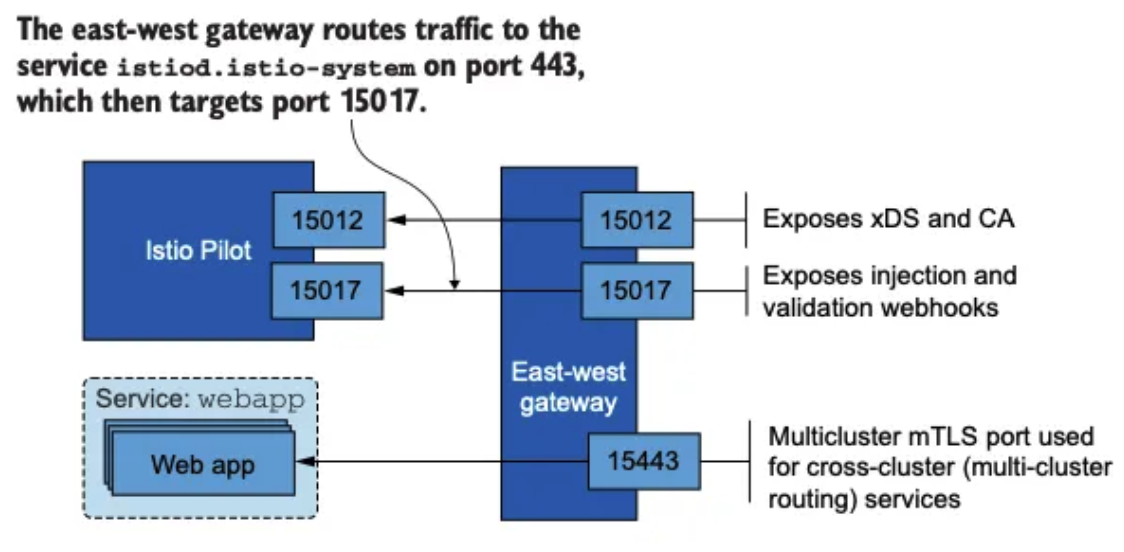 The east-west gateway routes traffic to the
service istiod.istio-system on port 443,
which then targets port 15017.
Istio Pilot
15012
15017
15012
15017
East-west
gateway
15443
Exposes xDS and CA
Exposes injection and
validation webhooks
Service: webapp
Web app
Multicluster mTLS port used
for cross-cluster (multi-cluster
routing) services